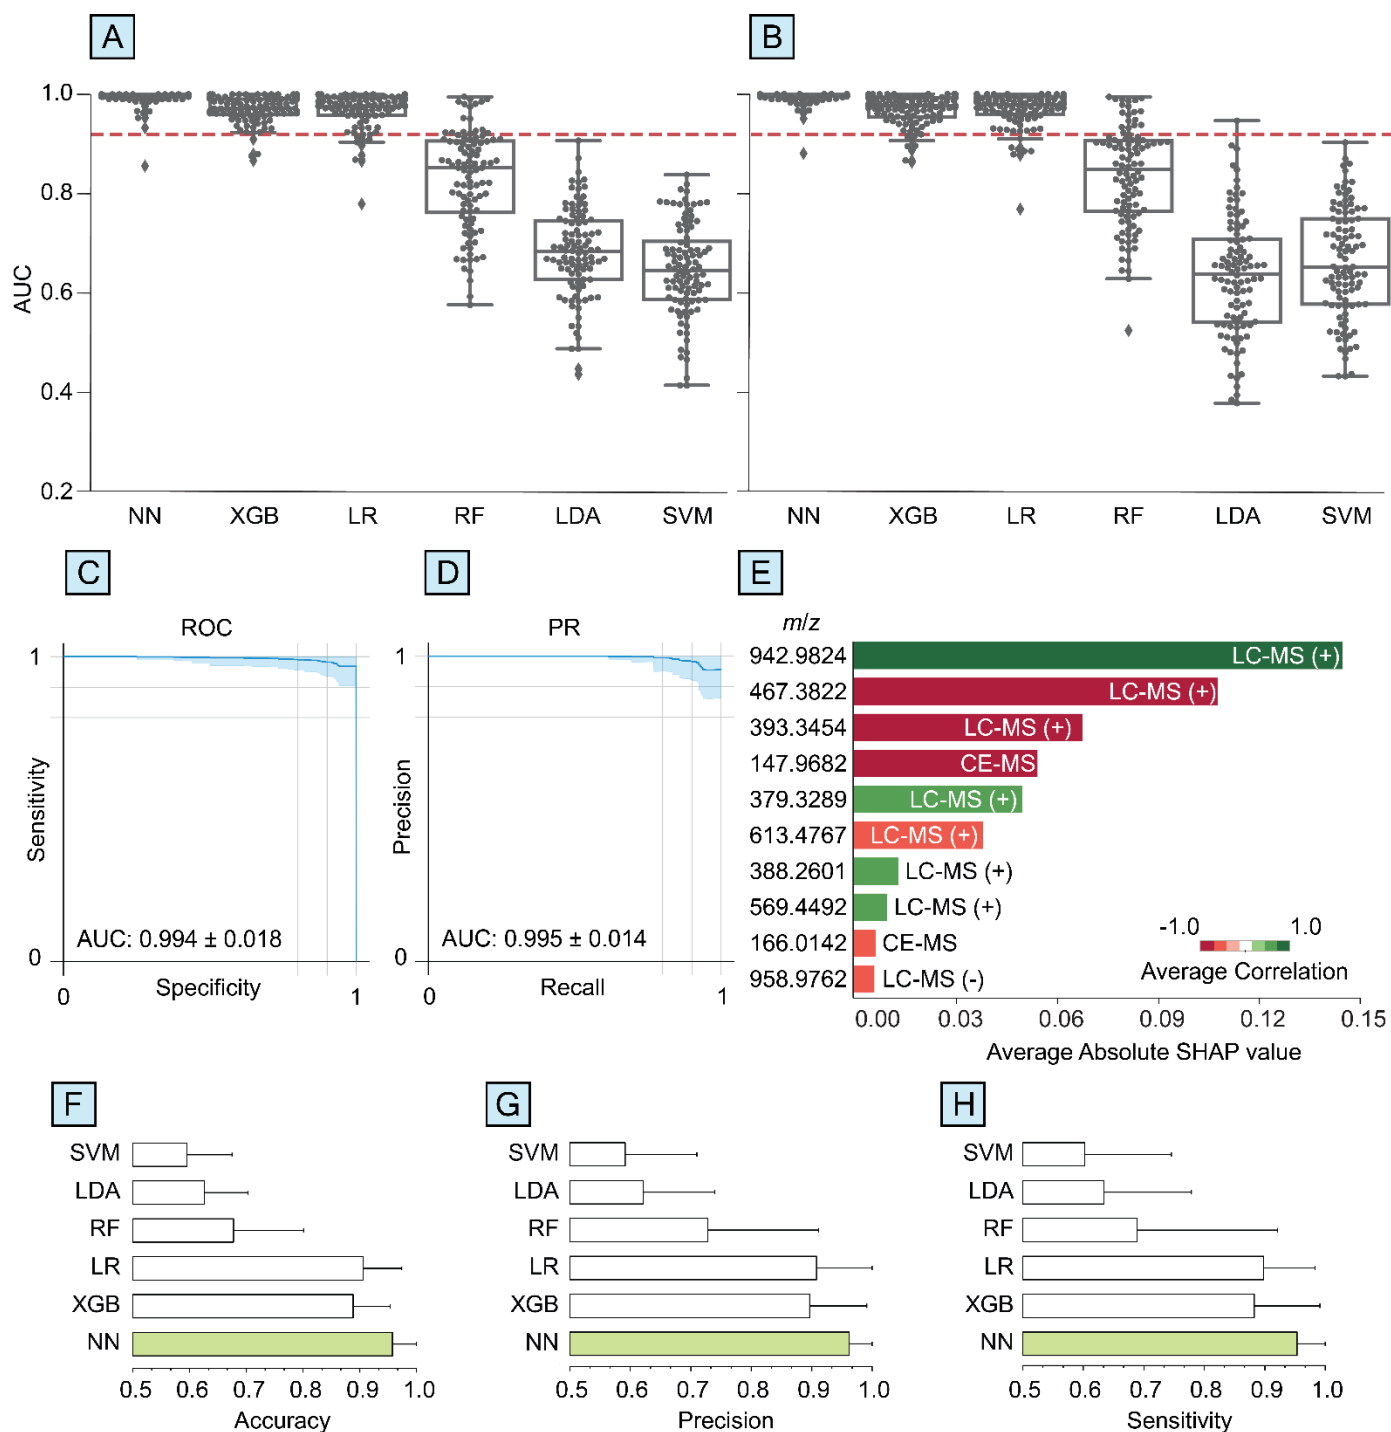 A
B
1.0
0.8
0.6
0.4
0.2
AUC
NN XGB LR RF LDA SVM
NN XGB LR RF LDA SVM
C
ROC
1
Sensitivity
AUC: 0.994 ± 0.018
0
Specificity
0 1
D
PR
1
Precision
AUC: 0.995 ± 0.014
0
Recall
0 1
E
m/z
942.9824 LC-MS (+)
467.3822 LC-MS (+)
393.3454 LC-MS (+)
147.9682 CE-MS
379.3289 LC-MS (+)
613.4767 LC-MS (+)
388.2601 LC-MS (+)
569.4492 LC-MS (+)
166.0142 CE-MS
958.9762 LC-MS (-)
-1.0 1.0
Average Correlation
0.00 0.03 0.06 0.09 0.12 0.15
Average Absolute SHAP value
F
SVM
LDA
RF
LR
XGB
NN
0.5 0.6 0.7 0.8 0.9 1.0
Accuracy
G
SVM
LDA
RF
LR
XGB
NN
0.5 0.6 0.7 0.8 0.9 1.0
Precision
H
SVM
LDA
RF
LR
XGB
NN
0.5 0.6 0.7 0.8 0.9 1.0
Sensitivity